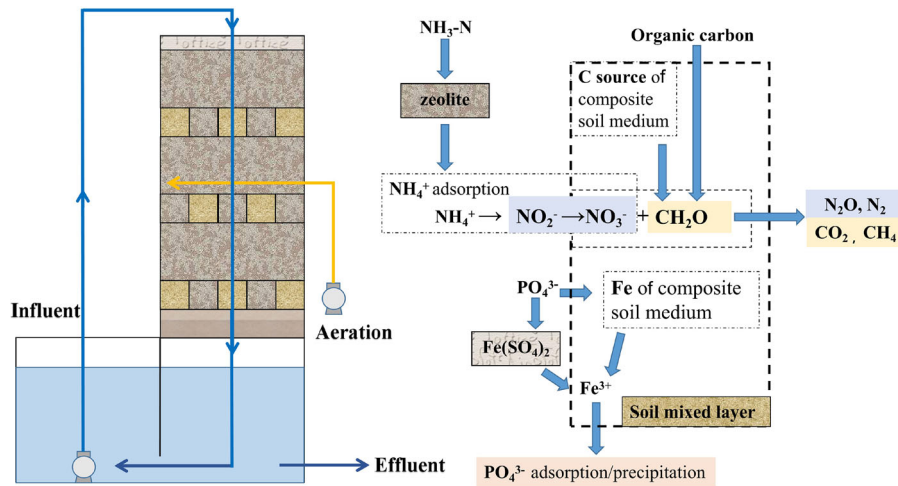 Influent
Aeration
Effluent
NH₃-N
zeolite
NH₄⁺ adsorption
NH₄⁺ → NO₂⁻ → NO₃⁻ + CH₂O
Organic carbon
C source of
composite
soil medium
N₂O, N₂
CO₂ , CH₄
PO₄³⁻
Fe of composite
soil medium
Fe(SO₄)₂
Fe³⁺
Soil mixed layer
PO₄³⁻ adsorption/precipitation